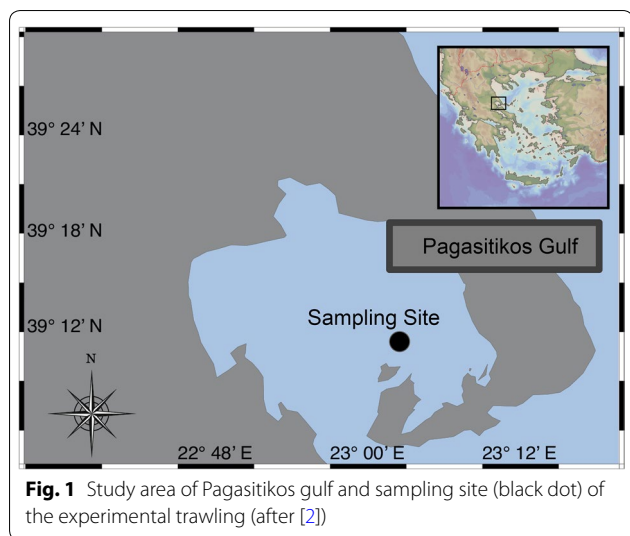 39° 24' N
39° 18' N
Pagasitikos Gulf
Sampling Site
39° 12' N
N
22° 48' E
23° 00' E
23° 12' E
Fig. 1 Study area of Pagasitikos gulf and sampling site (black dot) of
the experimental trawling (after [2])